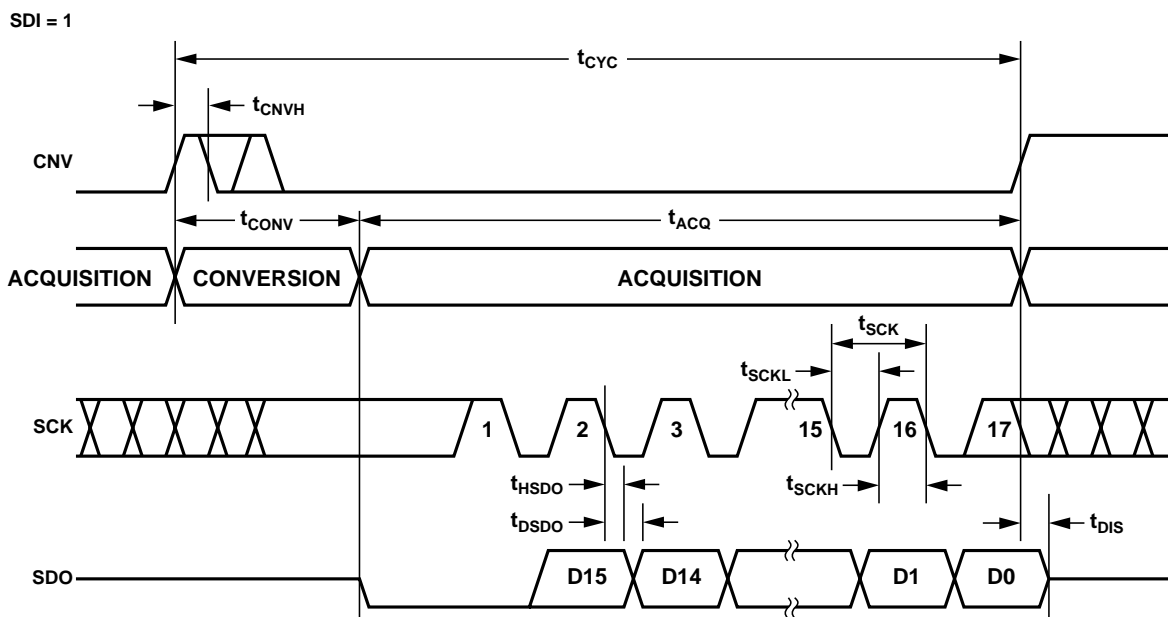 SDI = 1
tCYC
tCNVH
CNV
tCONV
tACQ
ACQUISITION CONVERSION ACQUISITION
tSCK
tSCKL
SCK 1 2 3 15 16 17
tHSDO
tSCKH
tDSDO
tDIS
SDO D15 D14 D1 D0